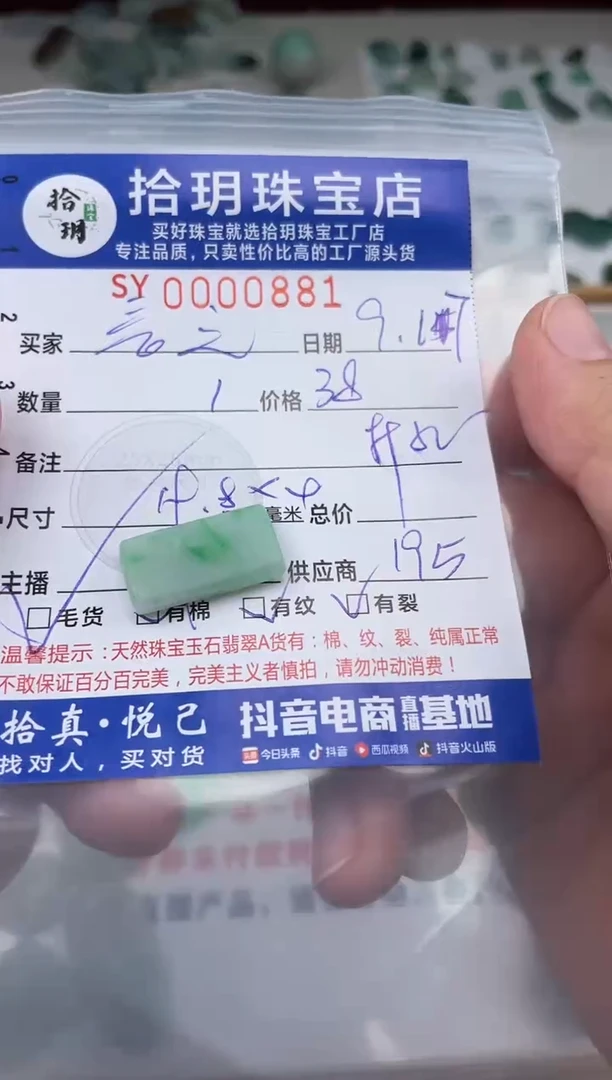 拾玥
拾玥珠宝店
买好珠宝就选拾玥珠宝工厂店
专注品质,只卖性价比高的工厂源头货
SY 0000881
买家 日期 9.1
数量 1 价格 38
备注
尺寸 毫米 总价
主播 供应商 195
毛货 有棉 有纹 有裂
温馨提示:天然珠宝玉石翡翠A货有:棉、纹、裂、纯属正常
不敢保证百分百完美,完美主义者慎拍,请勿冲动消费!
拾真·悦己 抖音电商直播基地
找对人,买对货 头条 今日头条 抖音 西瓜视频 抖音火山版